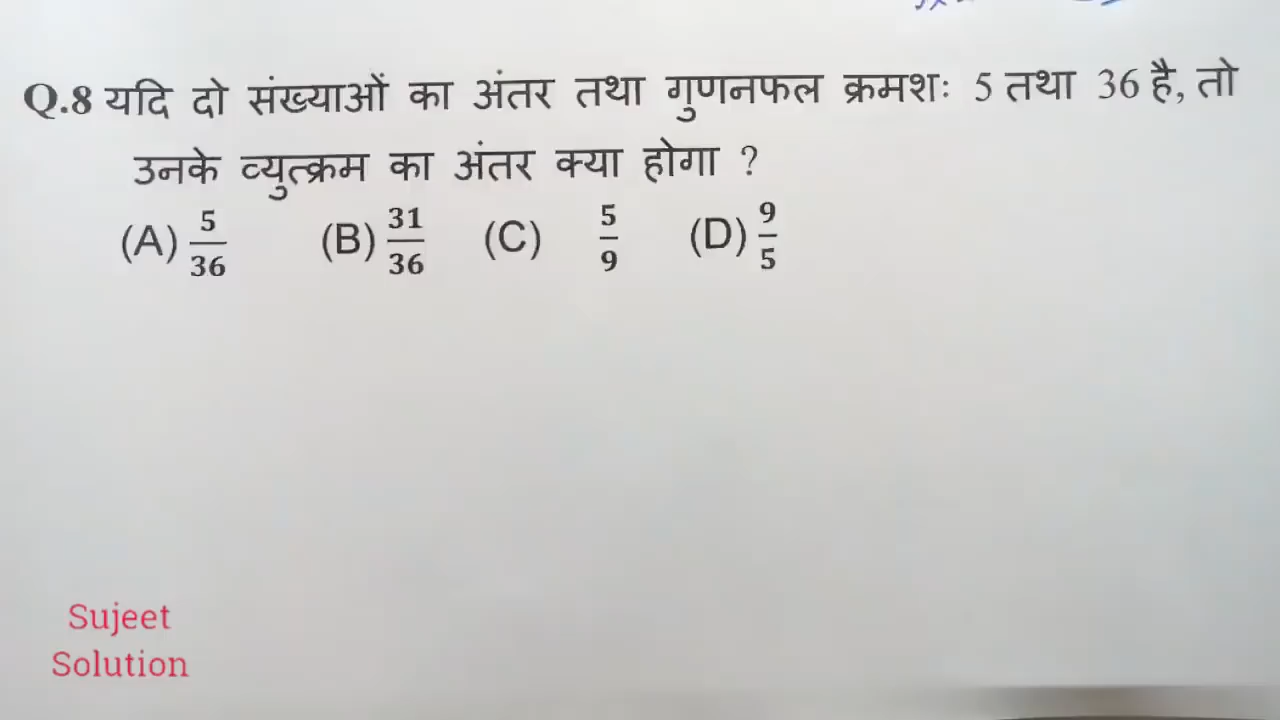 Q.8 यदि दो संख्याओं का अंतर तथा गुणनफल क्रमशः 5 तथा 36 है, तो
उनके व्युत्क्रम का अंतर क्या होगा ?
(A) 5/36 (B) 31/36 (C) 5/9 (D) 9/5
Sujeet
Solution